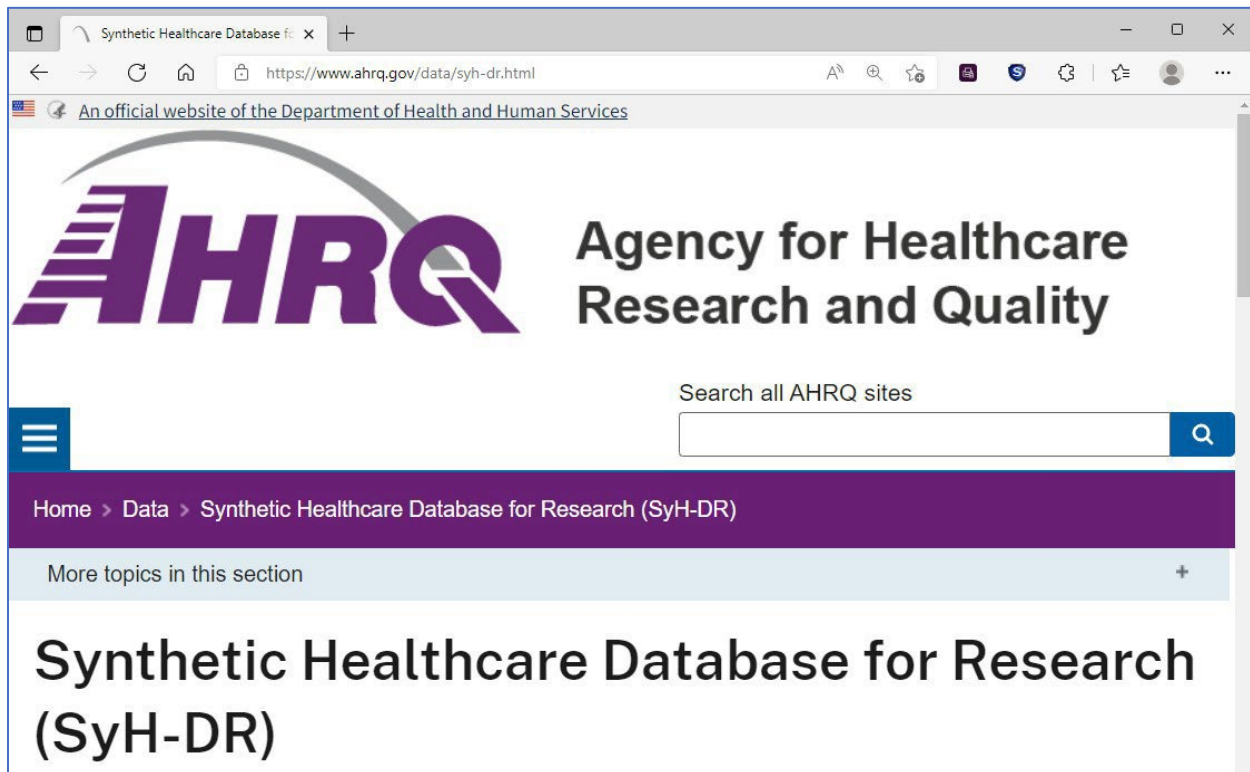 Synthetic Healthcare Database fo
https://www.ahrq.gov/data/syh-dr.html
An official website of the Department of Health and Human Services
AHRQ
Agency for Healthcare
Research and Quality
Search all AHRQ sites
Home > Data > Synthetic Healthcare Database for Research (SyH-DR)
More topics in this section +
Synthetic Healthcare Database for Research
(SyH-DR)